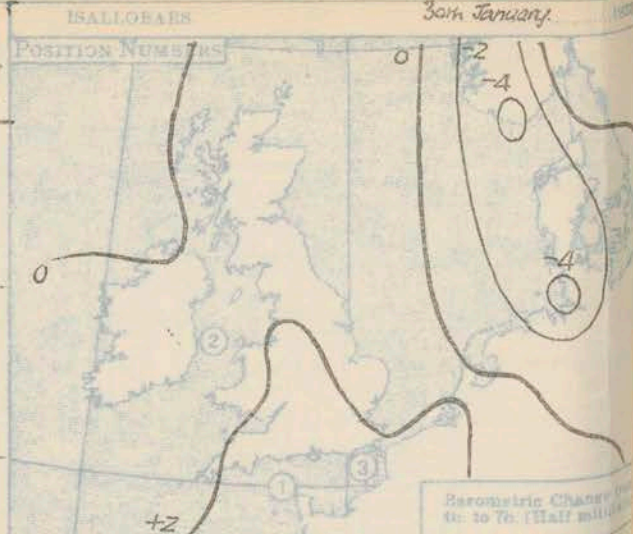 ISALLOBARS
30th January.
POSITION NUMBERS
0
-2
-4
0
-4
2
3
1
+2
Barometric Change
to 7h. (Half